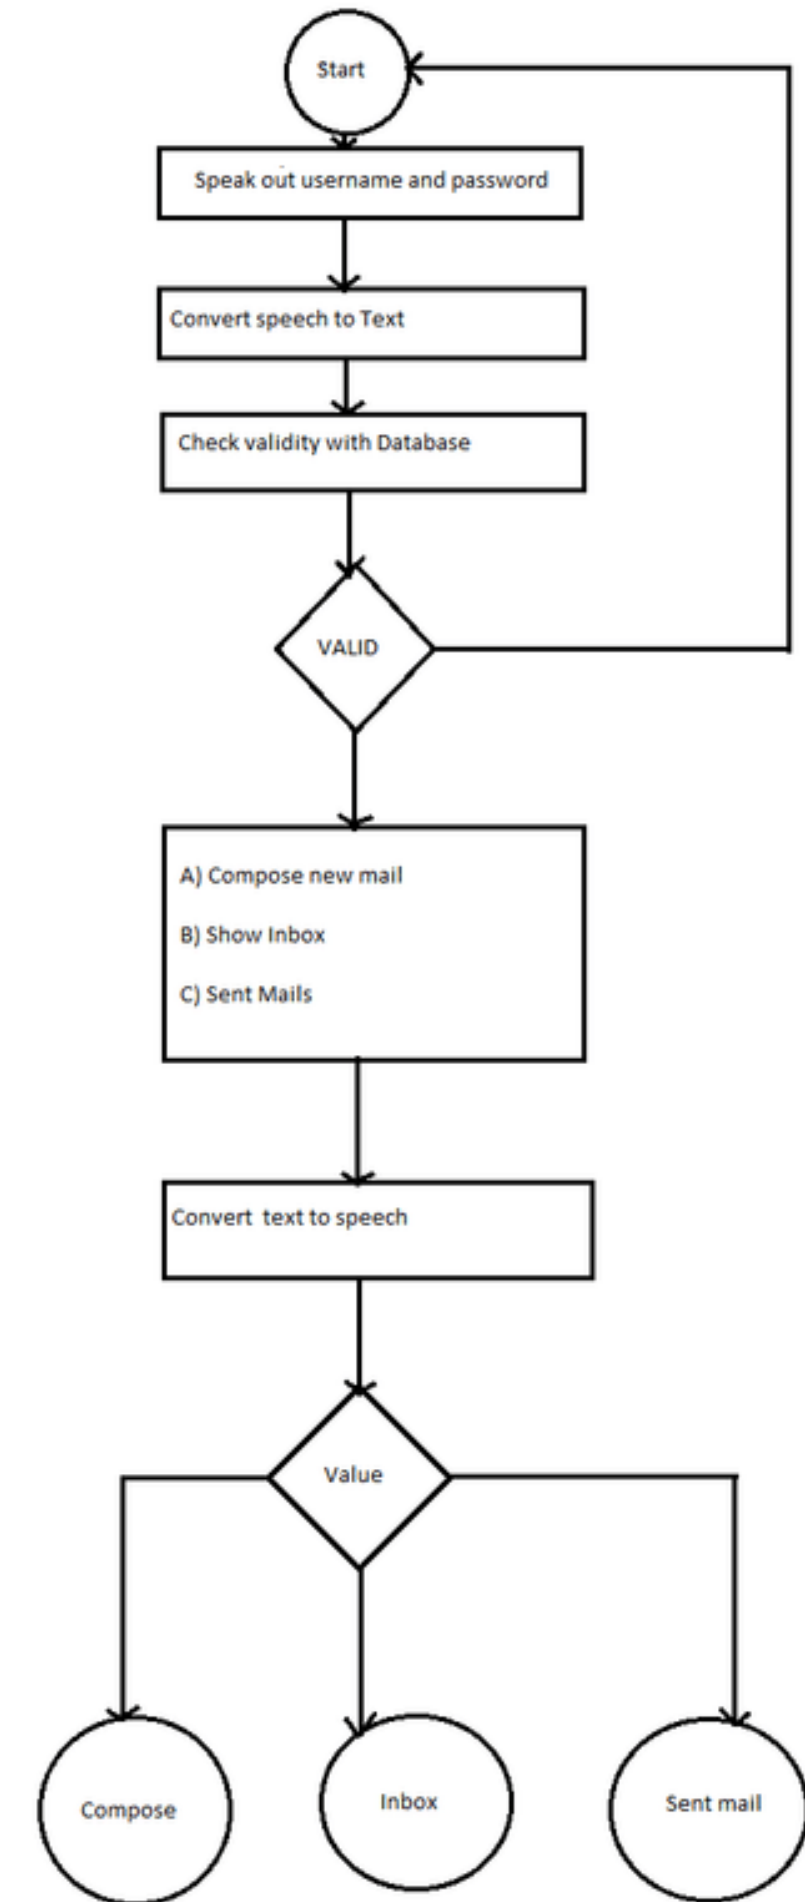 Start
Speak out username and password
Convert speech to Text
Check validity with Database
VALID
A) Compose new mail
B) Show Inbox
C) Sent Mails
Convert text to speech
Value
Compose
Inbox
Sent mail